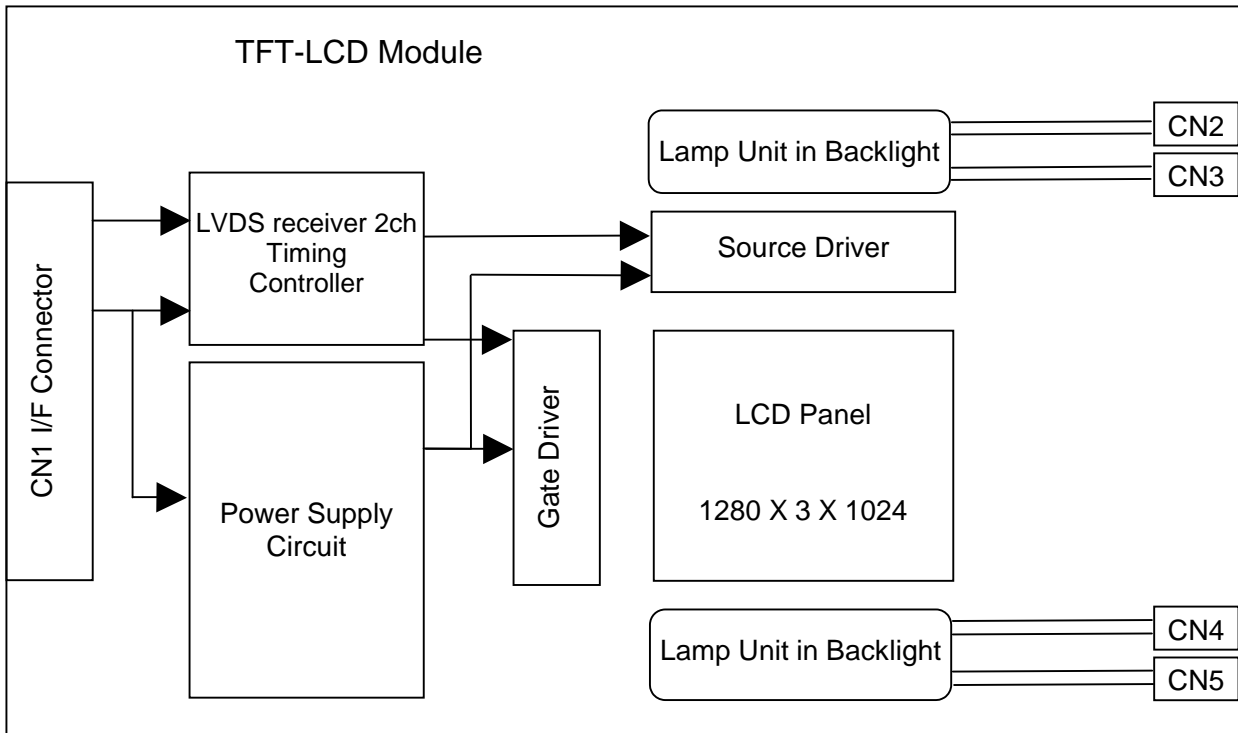 TFT-LCD Module
Lamp Unit in Backlight
CN2
CN3
CN1 I/F Connector
LVDS receiver 2ch
Timing
Controller
Source Driver
Power Supply
Circuit
Gate Driver
LCD Panel
1280 X 3 X 1024
Lamp Unit in Backlight
CN4
CN5